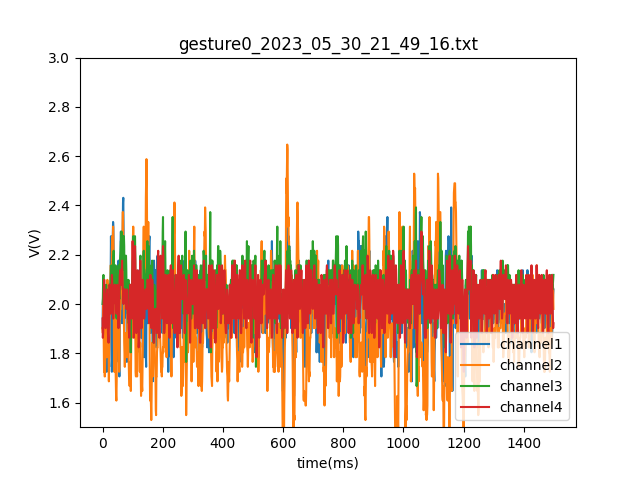 gesture0_2023_05_30_21_49_16.txt
3.0
2.8
2.6
2.4
2.2
2.0
1.8
1.6
V(V)
channel1
channel2
channel3
channel4
0 200 400 600 800 1000 1200 1400
time(ms)